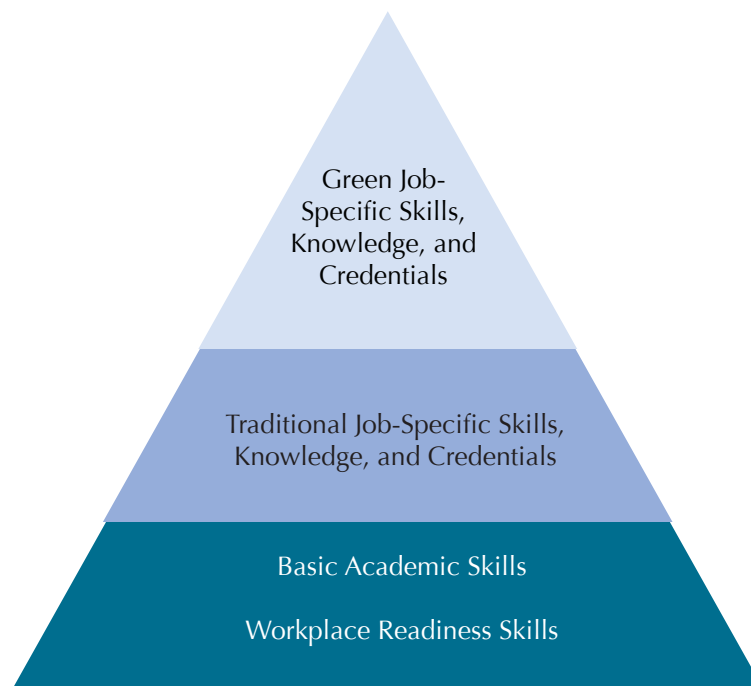 Green Job-
Specific Skills,
Knowledge, and
Credentials
Traditional Job-Specific Skills,
Knowledge, and Credentials
Basic Academic Skills
Workplace Readiness Skills